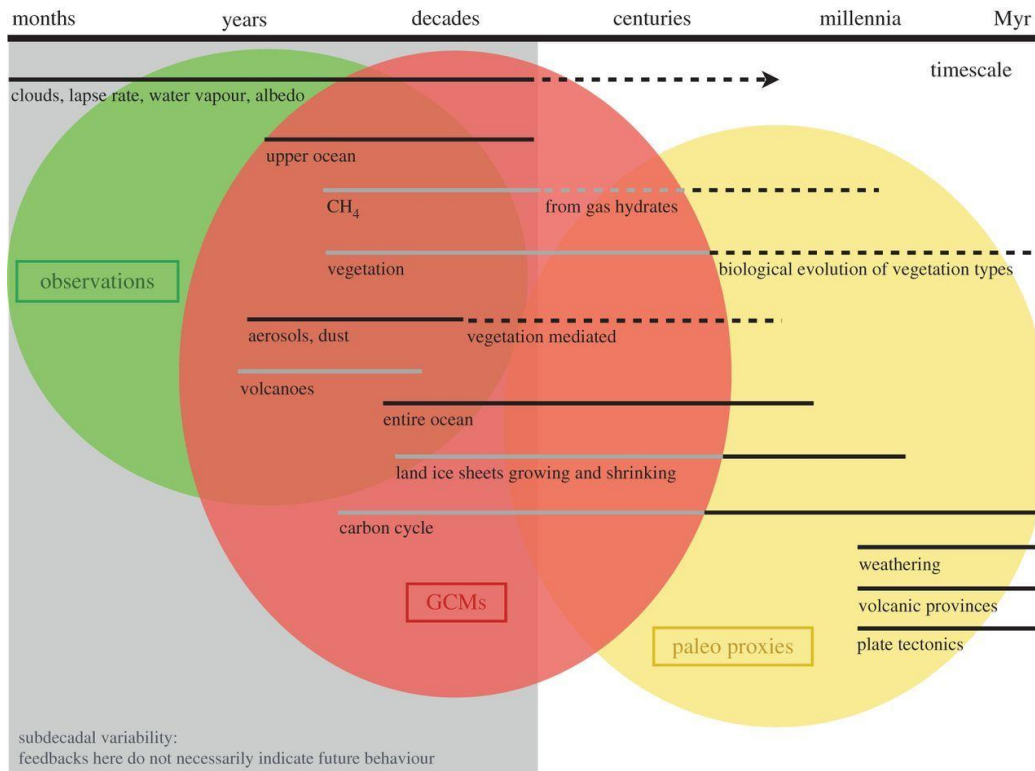 months years decades centuries millennia Myr
timescale
clouds, lapse rate, water vapour, albedo
upper ocean
CH₄ from gas hydrates
vegetation biological evolution of vegetation types
observations
aerosols, dust vegetation mediated
volcanoes
entire ocean
land ice sheets growing and shrinking
carbon cycle
weathering
GCMs
volcanic provinces
paleo proxies
plate tectonics
subdecadal variability:
feedbacks here do not necessarily indicate future behaviour